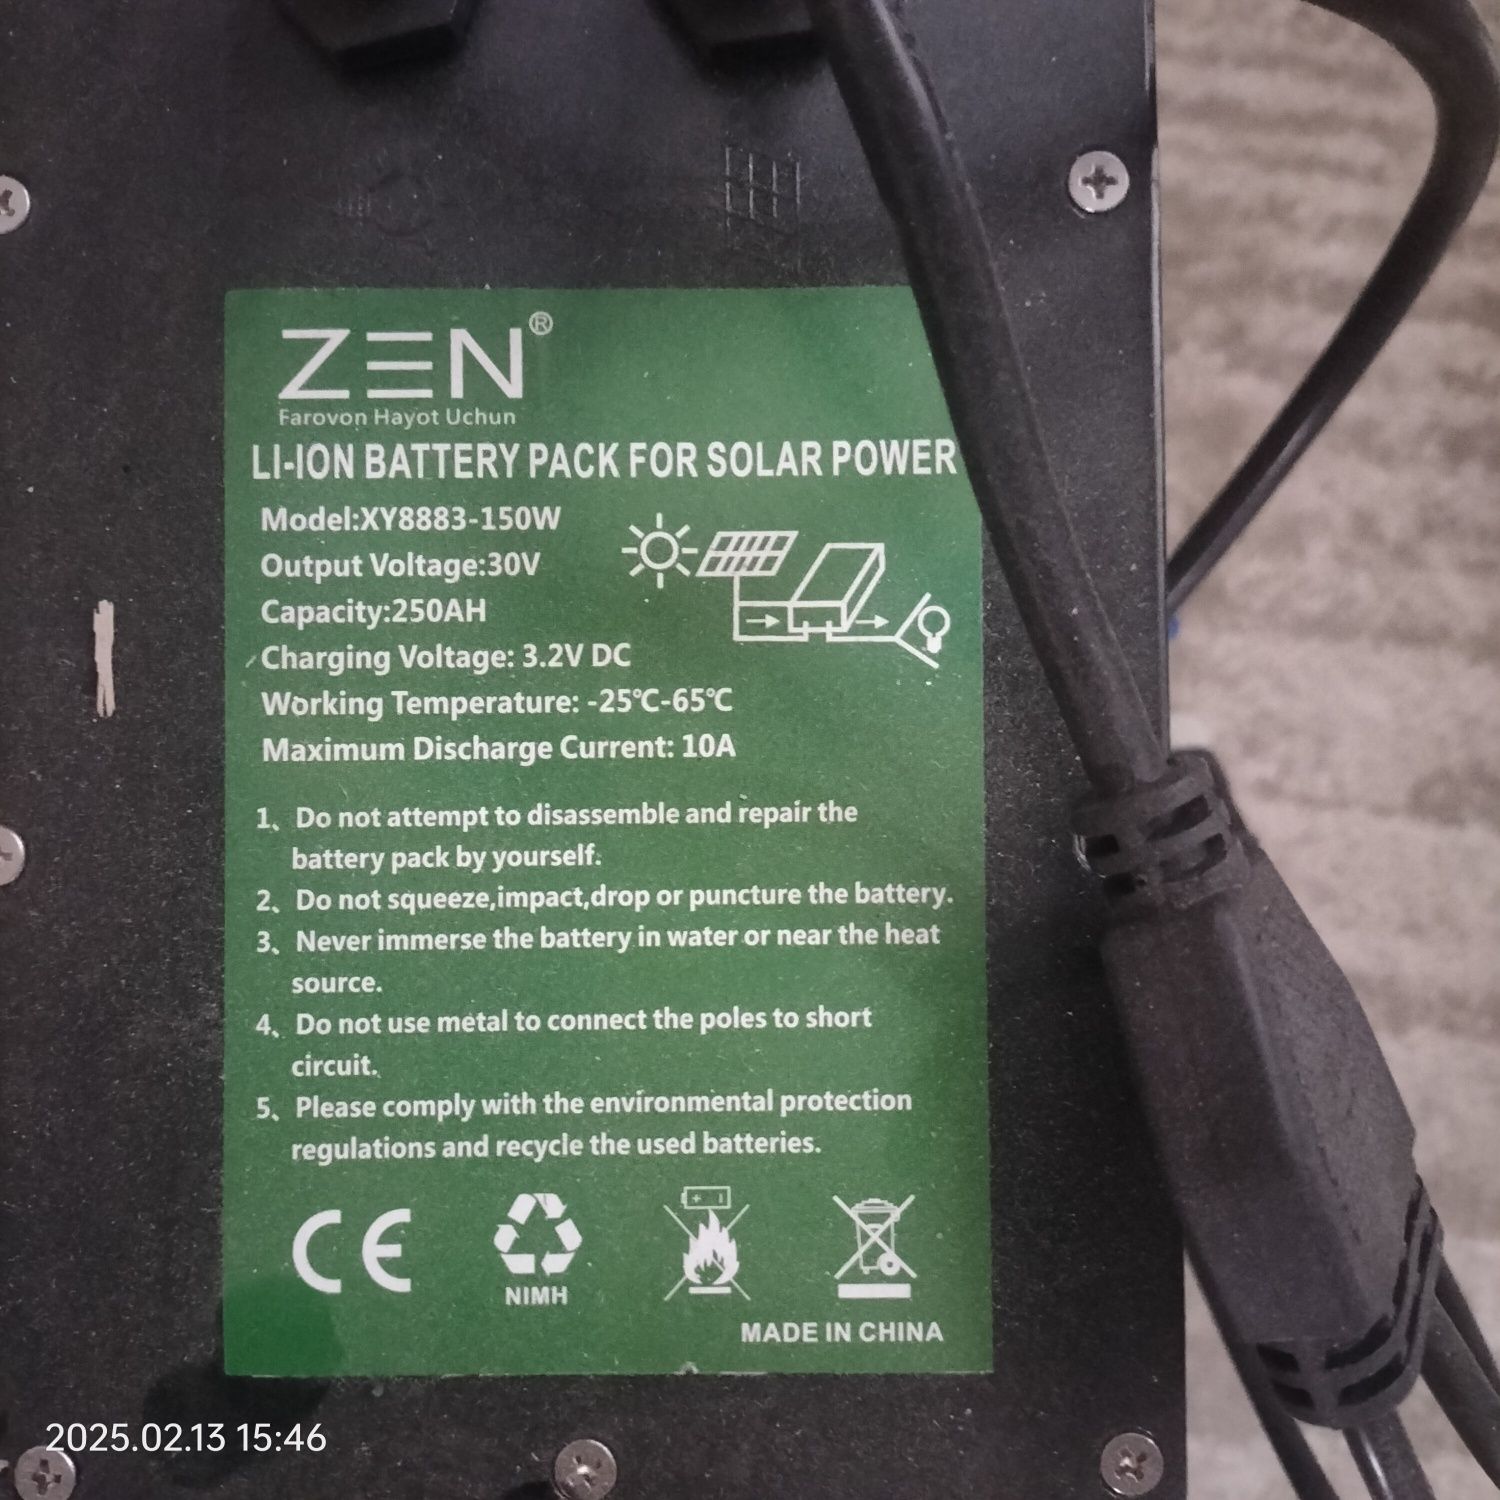 ZEN®
Farovon Hayot Uchun
LI-ION BATTERY PACK FOR SOLAR POWER
Model:XY8883-150W
Output Voltage:30V
Capacity:250AH
Charging Voltage: 3.2V DC
Working Temperature: -25℃-65℃
Maximum Discharge Current: 10A
1、Do not attempt to disassemble and repair the
battery pack by yourself.
2、Do not squeeze,impact,drop or puncture the battery.
3、Never immerse the battery in water or near the heat
source.
4、Do not use metal to connect the poles to short
circuit.
5、Please comply with the environmental protection
regulations and recycle the used batteries.
CE
NIMH
MADE IN CHINA
2025.02.13 15:46